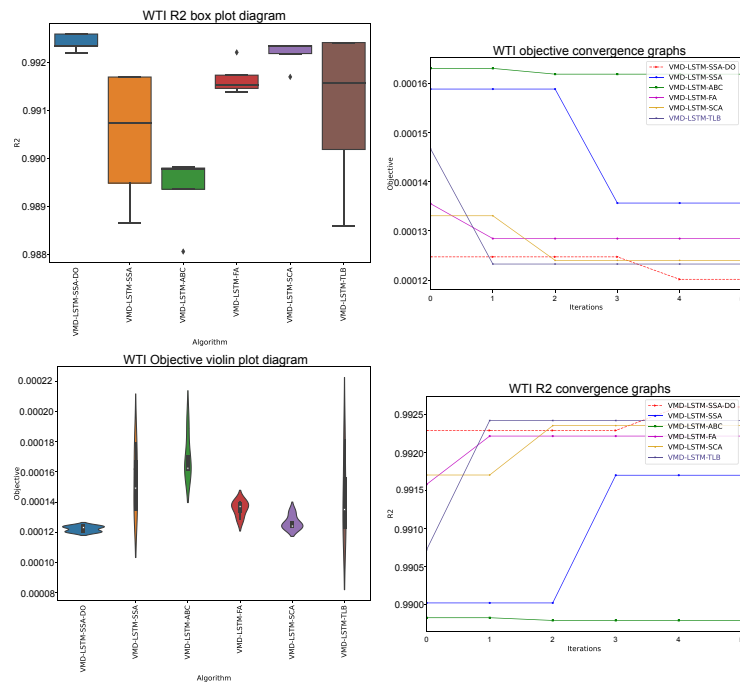 WTI R2 box plot diagram
0.992
0.991
0.990
0.989
0.988
R2
VMD-LSTM-SSA-DO
VMD-LSTM-SSA
VMD-LSTM-ABC
VMD-LSTM-FA
VMD-LSTM-SCA
VMD-LSTM-TLB
Algorithm
WTI objective convergence graphs
VMD-LSTM-SSA-DO
VMD-LSTM-SSA
VMD-LSTM-ABC
VMD-LSTM-FA
VMD-LSTM-SCA
VMD-LSTM-TLB
0.00016
0.00015
0.00014
0.00013
0.00012
Objective
0 1 2 3 4 5
Iterations
WTI Objective violin plot diagram
0.00022
0.00020
0.00018
0.00016
0.00014
0.00012
0.00010
0.00008
Objective
VMD-LSTM-SSA-DO
VMD-LSTM-SSA
VMD-LSTM-ABC
VMD-LSTM-FA
VMD-LSTM-SCA
VMD-LSTM-TLB
Algorithm
WTI R2 convergence graphs
VMD-LSTM-SSA-DO
VMD-LSTM-SSA
VMD-LSTM-ABC
VMD-LSTM-FA
VMD-LSTM-SCA
VMD-LSTM-TLB
0.9925
0.9920
0.9915
0.9910
0.9905
0.9900
R2
0 1 2 3 4 5
Iterations